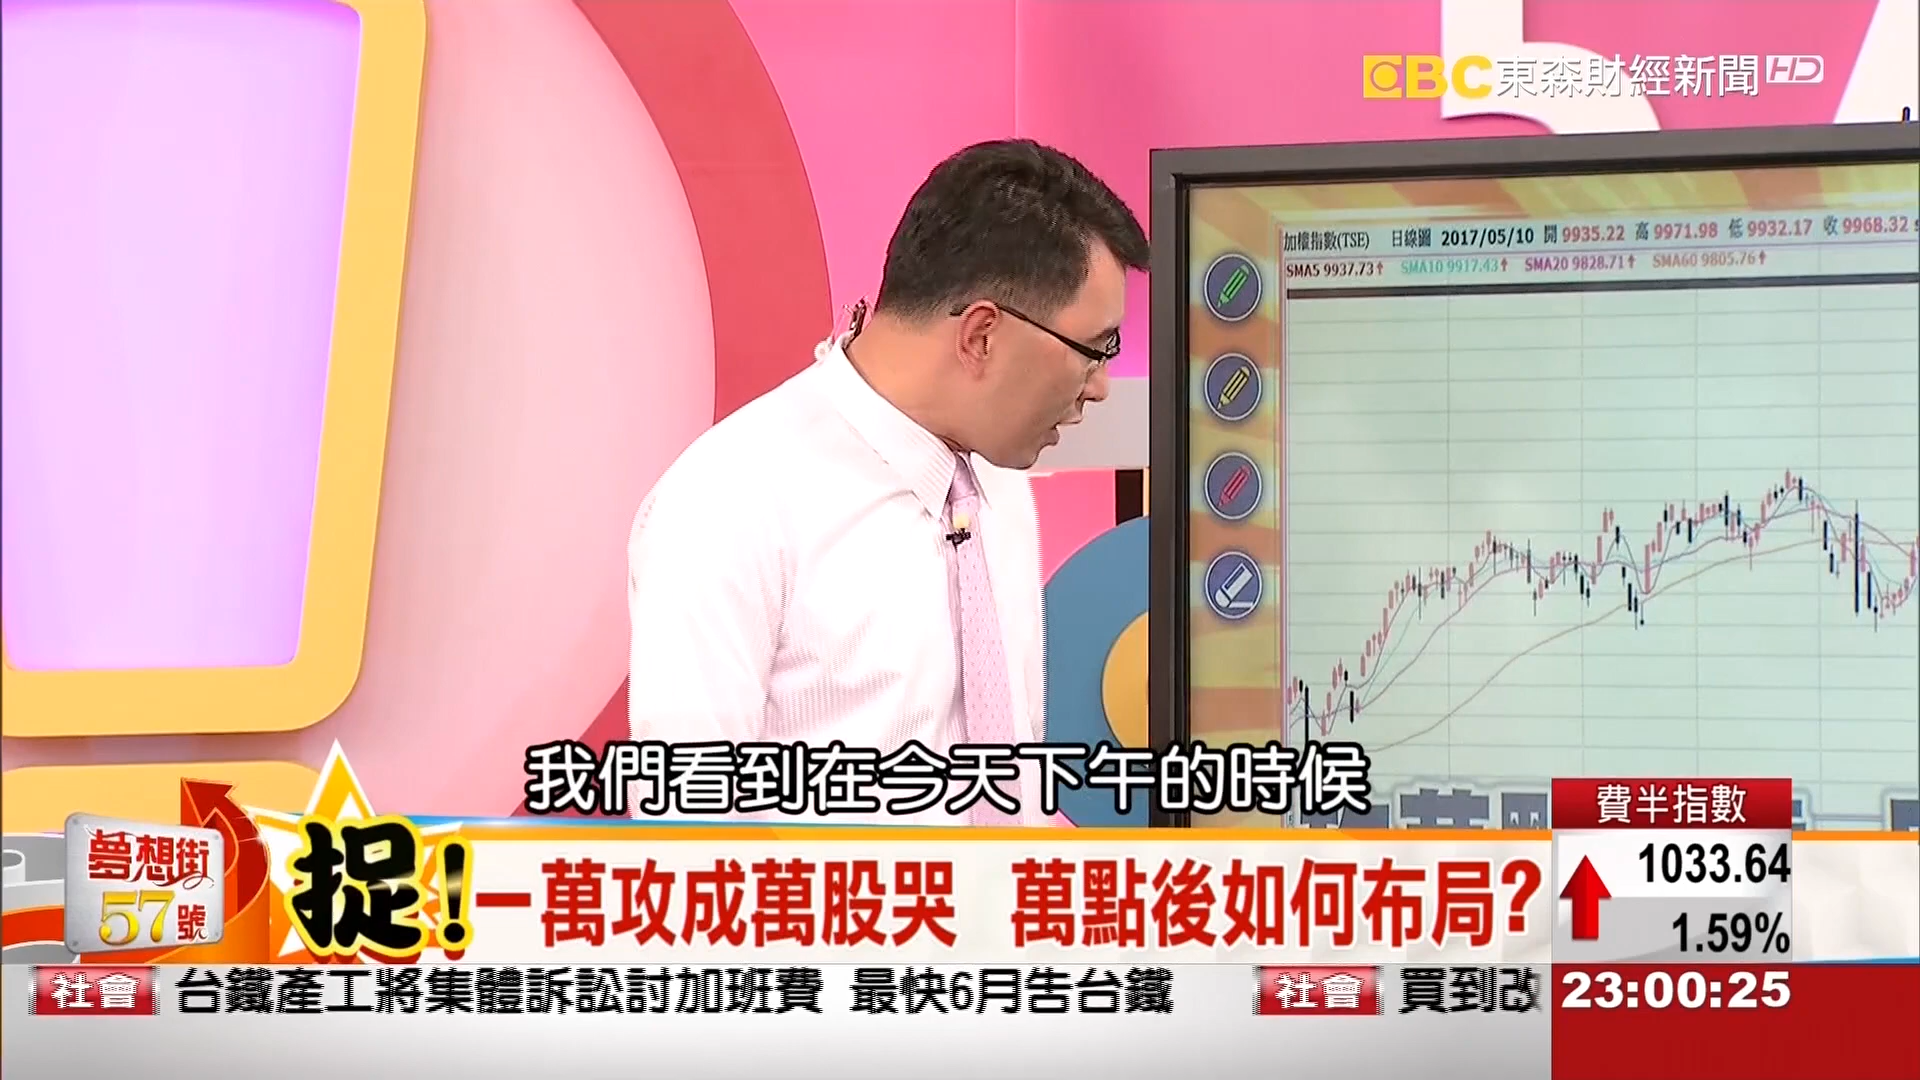 EBC東森財經新聞HD
加權指數(TSE) 日線圖 2017/05/10 開 9935.22 高 9971.98 低 9932.17 收 9968.32
SMA5 9937.73↑ SMA10 9917.43↑ SMA20 9828.71↑ SMA60 9805.76↑
我們看到在今天下午的時候
夢想街
57號
捉!
一萬攻成萬股哭 萬點後如何布局?
費半指數
1033.64
1.59%
社會 台鐵產工將集體訴訟討加班費 最快6月告台鐵 社會 買到改
23:00:25